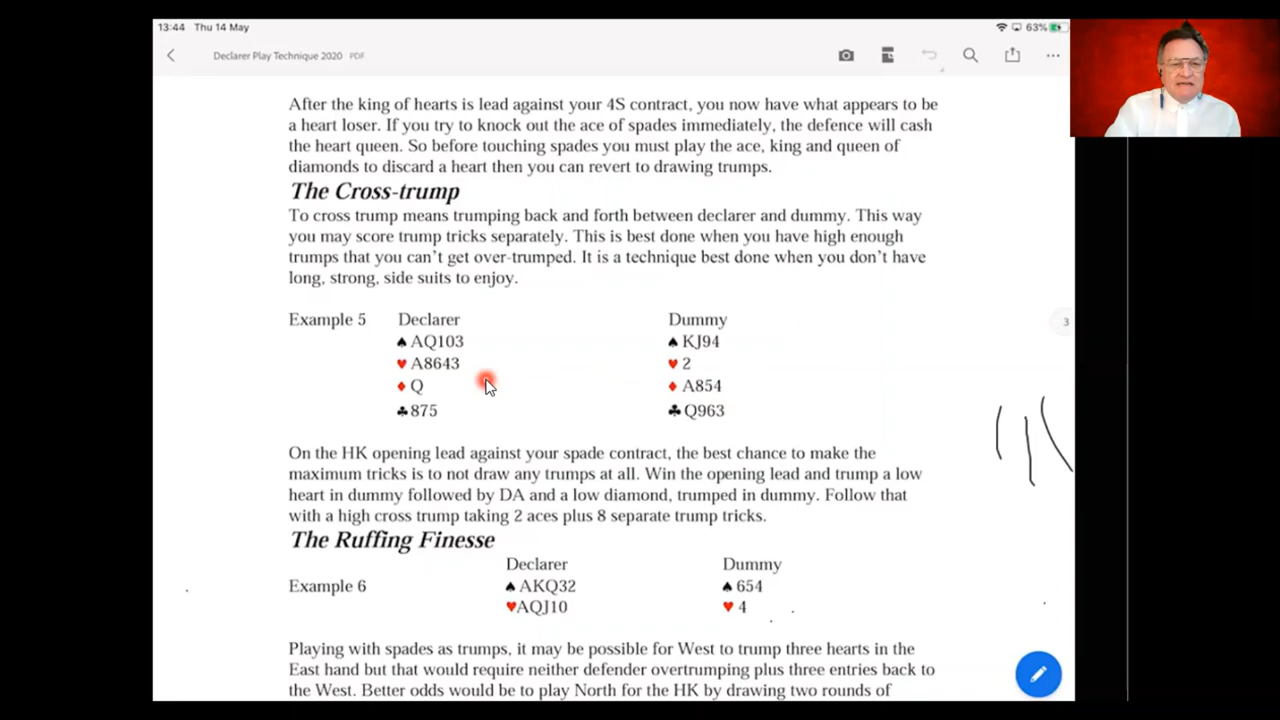 13:44 Thu 14 May 63%
Declarer Play Technique 2020 PDF
After the king of hearts is lead against your 4S contract, you now have what appears to be
a heart loser. If you try to knock out the ace of spades immediately, the defence will cash
the heart queen. So before touching spades you must play the ace, king and queen of
diamonds to discard a heart then you can revert to drawing trumps.
The Cross-trump
To cross trump means trumping back and forth between declarer and dummy. This way
you may score trump tricks separately. This is best done when you have high enough
trumps that you can't get over-trumped. It is a technique best done when you don't have
long, strong, side suits to enjoy.
Example 5 Declarer Dummy
♠ AQ103 ♠ KJ94
♥ A8643 ♥ 2
♦ Q ♦ A854
♣ 875 ♣ Q963
3
On the HK opening lead against your spade contract, the best chance to make the
maximum tricks is to not draw any trumps at all. Win the opening lead and trump a low
heart in dummy followed by DA and a low diamond, trumped in dummy. Follow that
with a high cross trump taking 2 aces plus 8 separate trump tricks.
The Ruffing Finesse
Declarer Dummy
Example 6 ♠ AKQ32 ♠ 654
♥AQJ10 ♥ 4
Playing with spades as trumps, it may be possible for West to trump three hearts in the
East hand but that would require neither defender overtrumping plus three entries back to
the West. Better odds would be to play North for the HK by drawing two rounds of